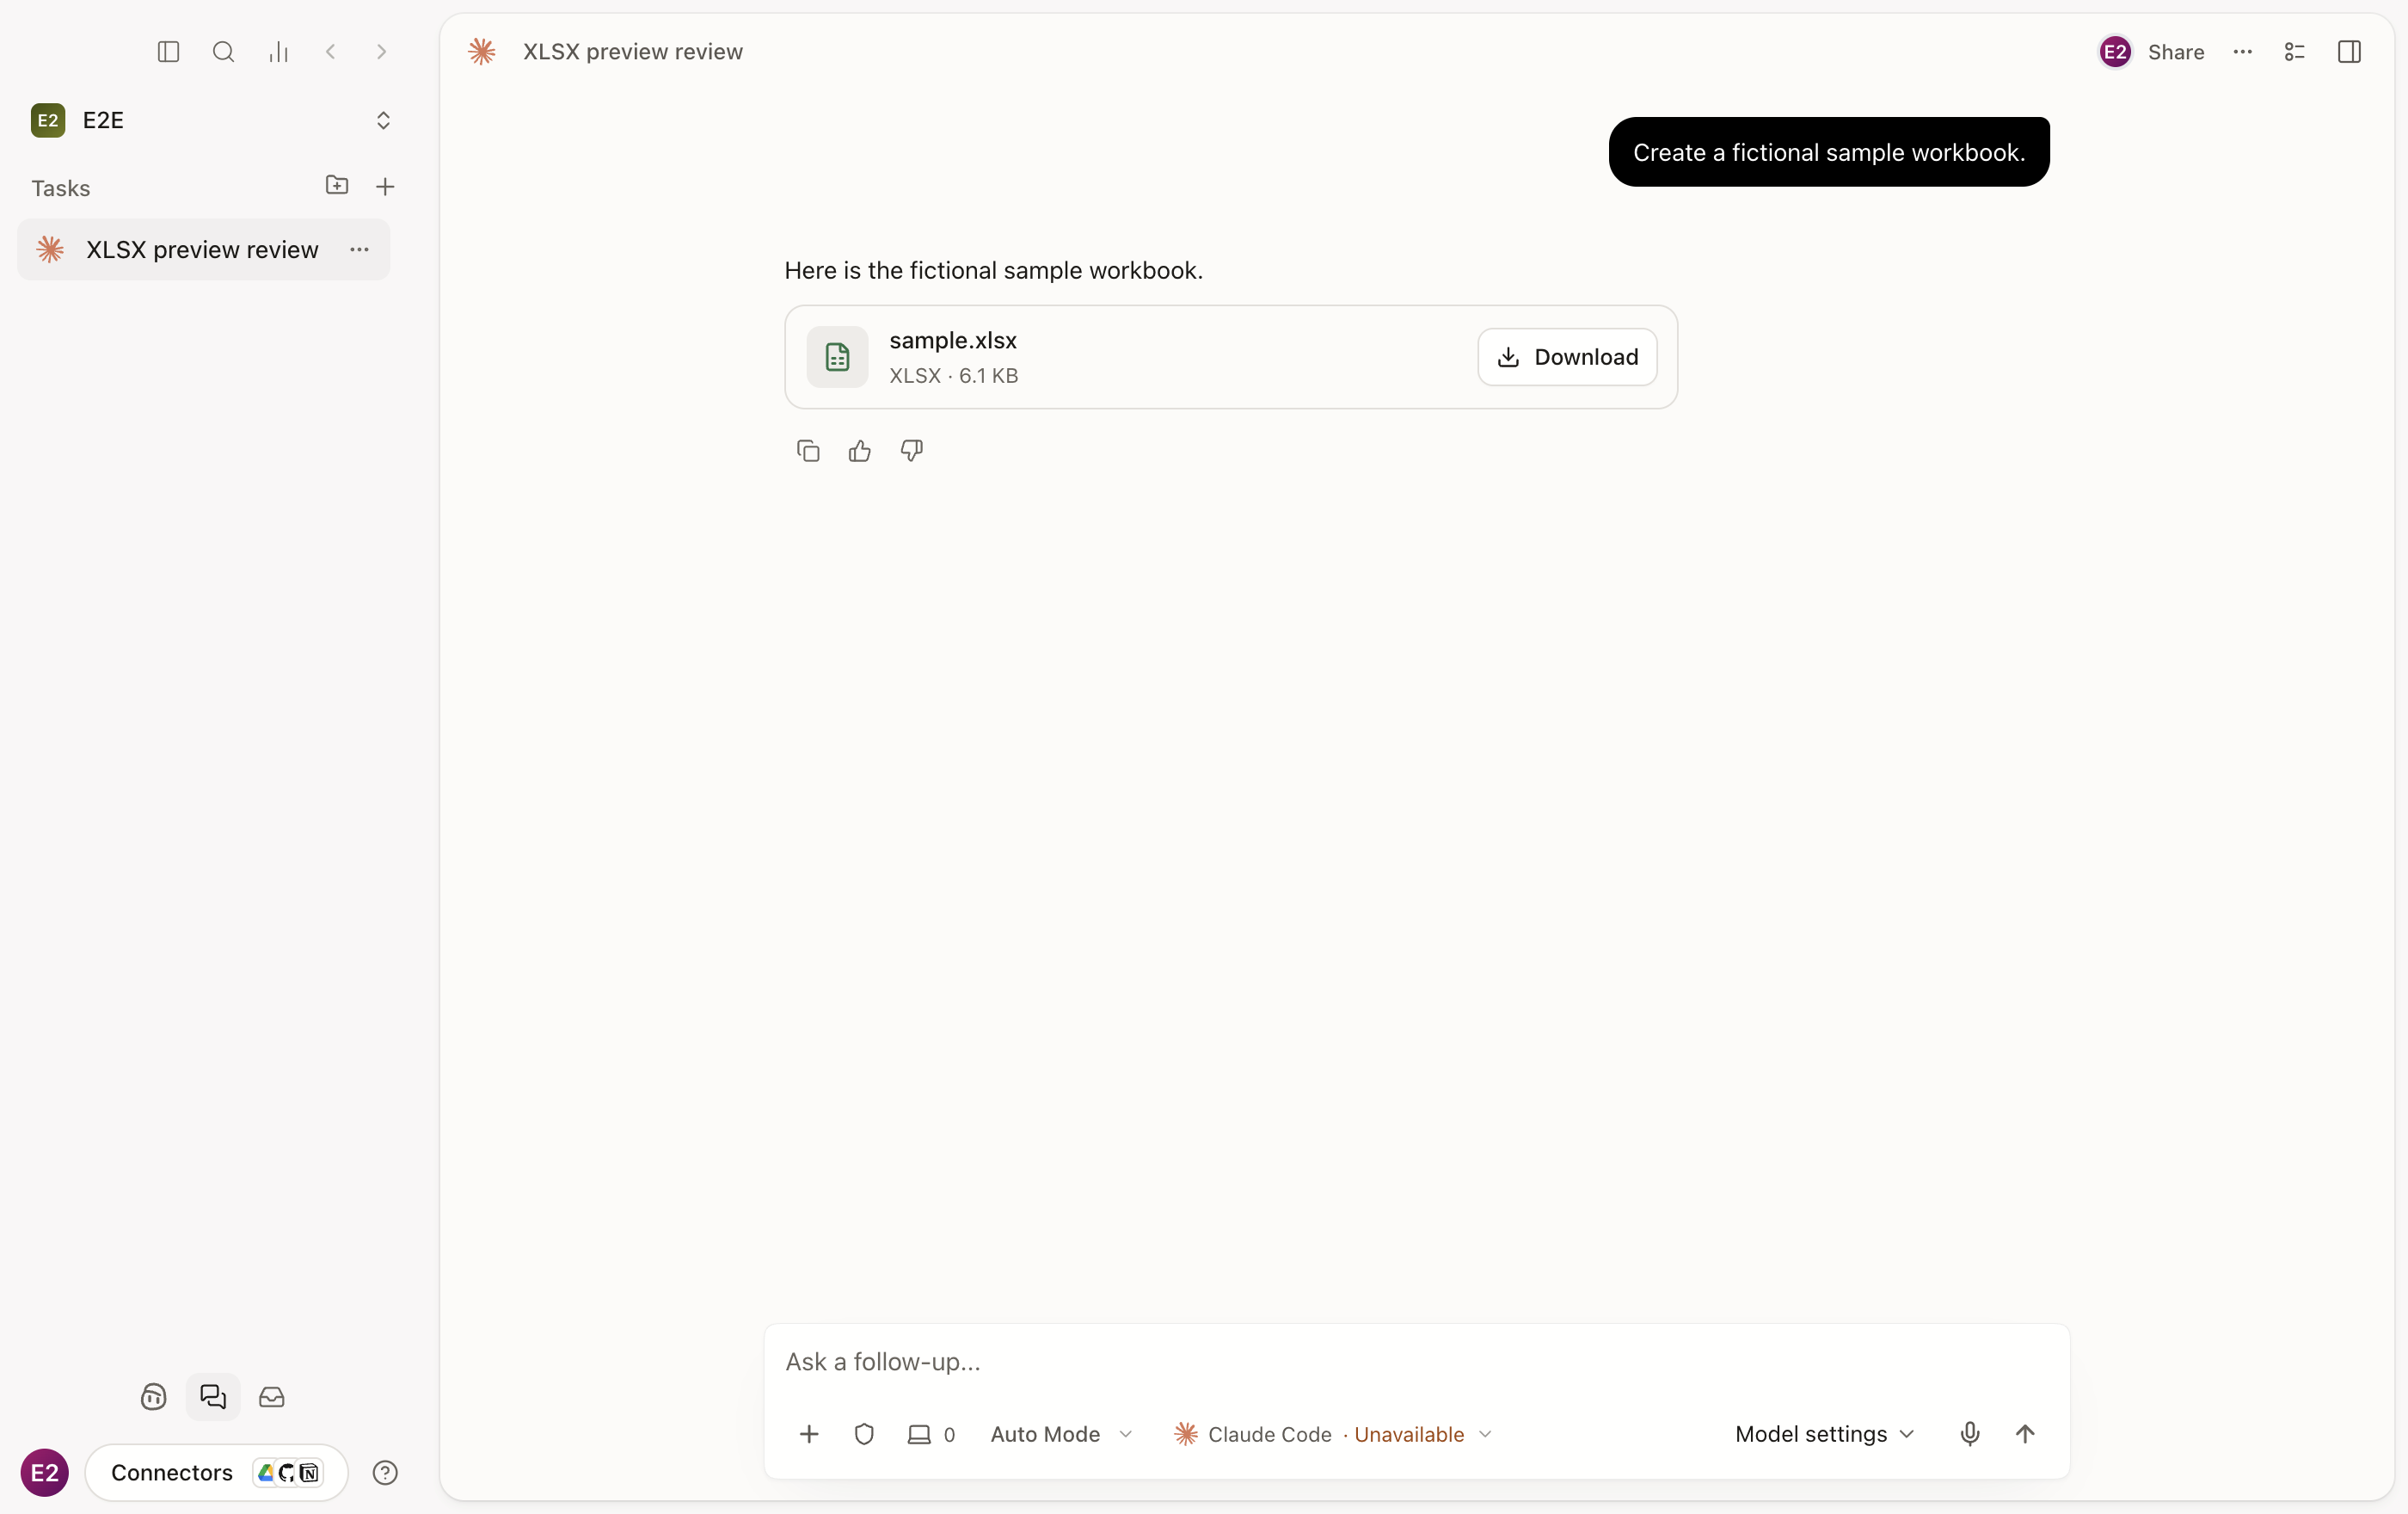 XLSX preview review
E2 Share
E2 E2E
Tasks
XLSX preview review
Create a fictional sample workbook.
Here is the fictional sample workbook.
sample.xlsx
XLSX · 6.1 KB
Download
Ask a follow-up...
0 Auto Mode Claude Code · Unavailable Model settings
E2 Connectors N